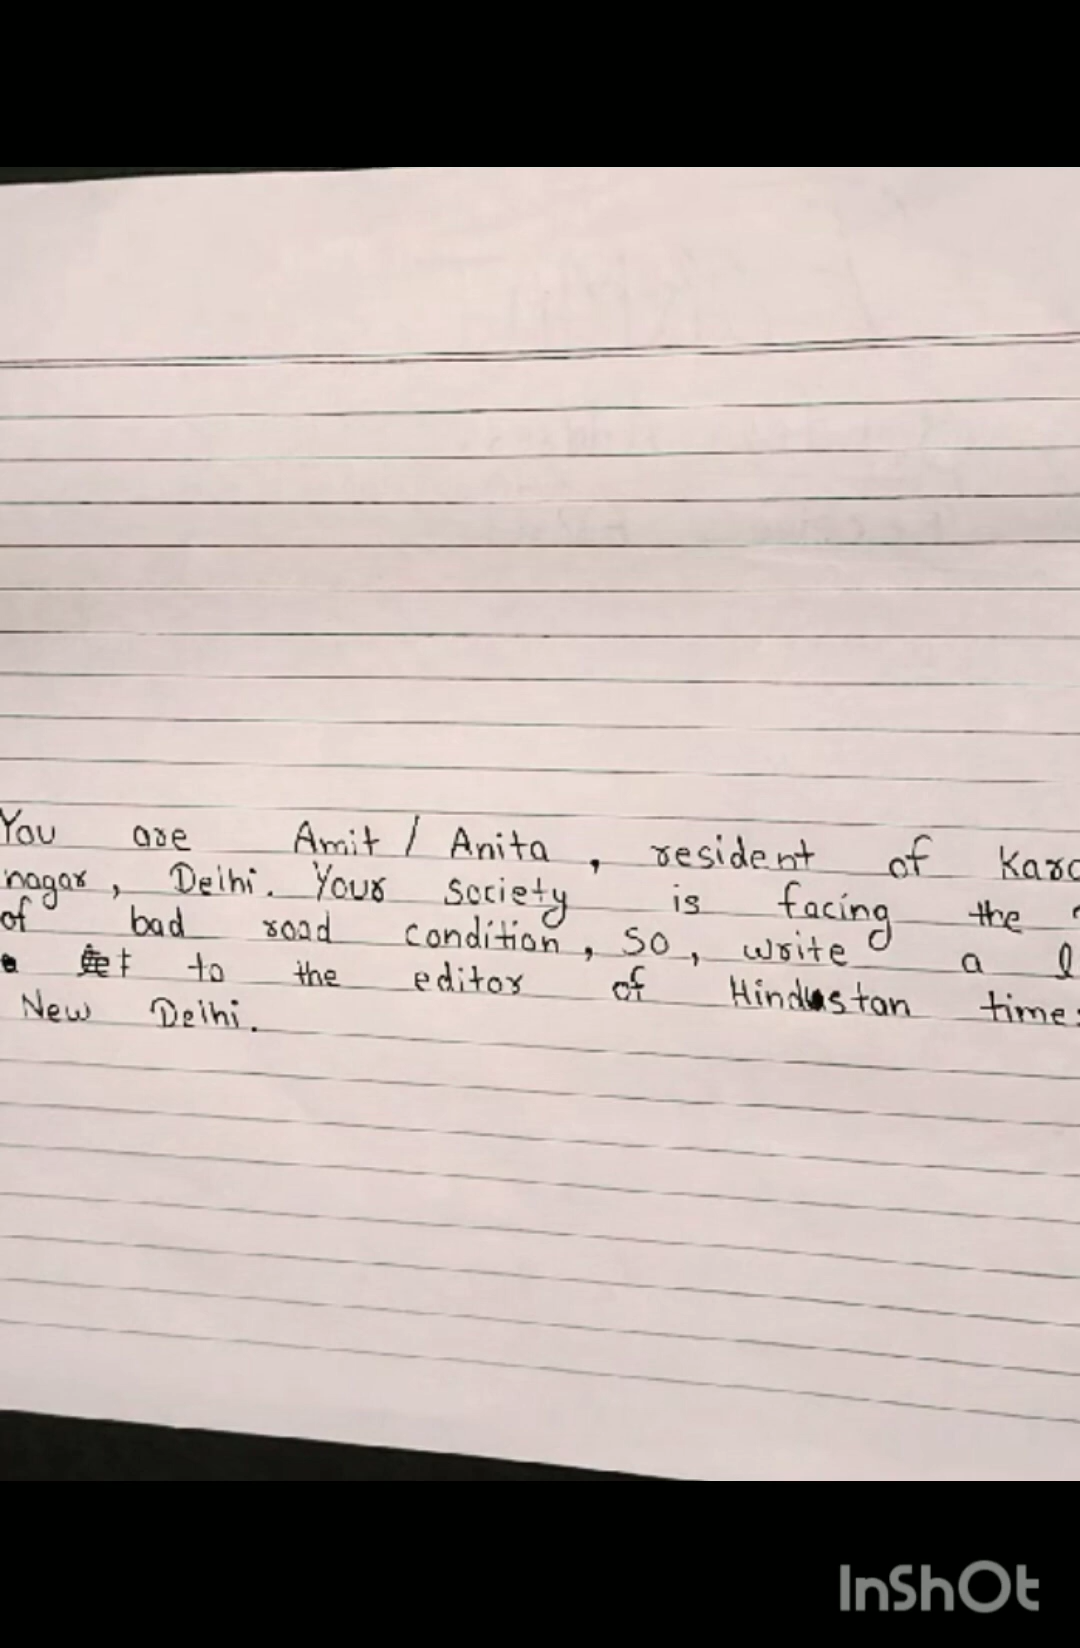 You are Amit / Anita, resident of
nagar, Delhi. Your society is facing the
of bad road condition, so, write a
to the editor of Hindustan times
New Delhi.
InShOt